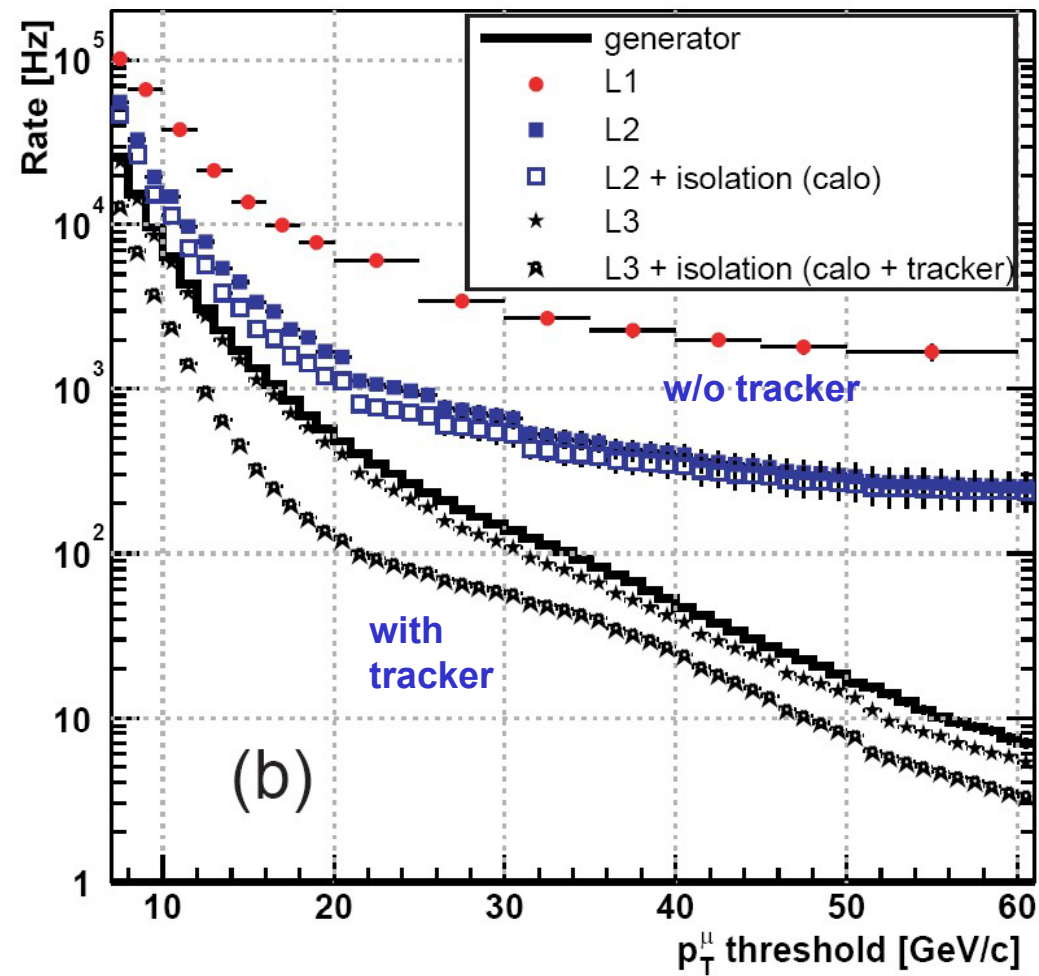 Rate [Hz]
10^5
10^4
10^3
10^2
10
1
generator
L1
L2
L2 + isolation (calo)
L3
L3 + isolation (calo + tracker)
w/o tracker
with
tracker
(b)
10 20 30 40 50 60
p_T^μ threshold [GeV/c]